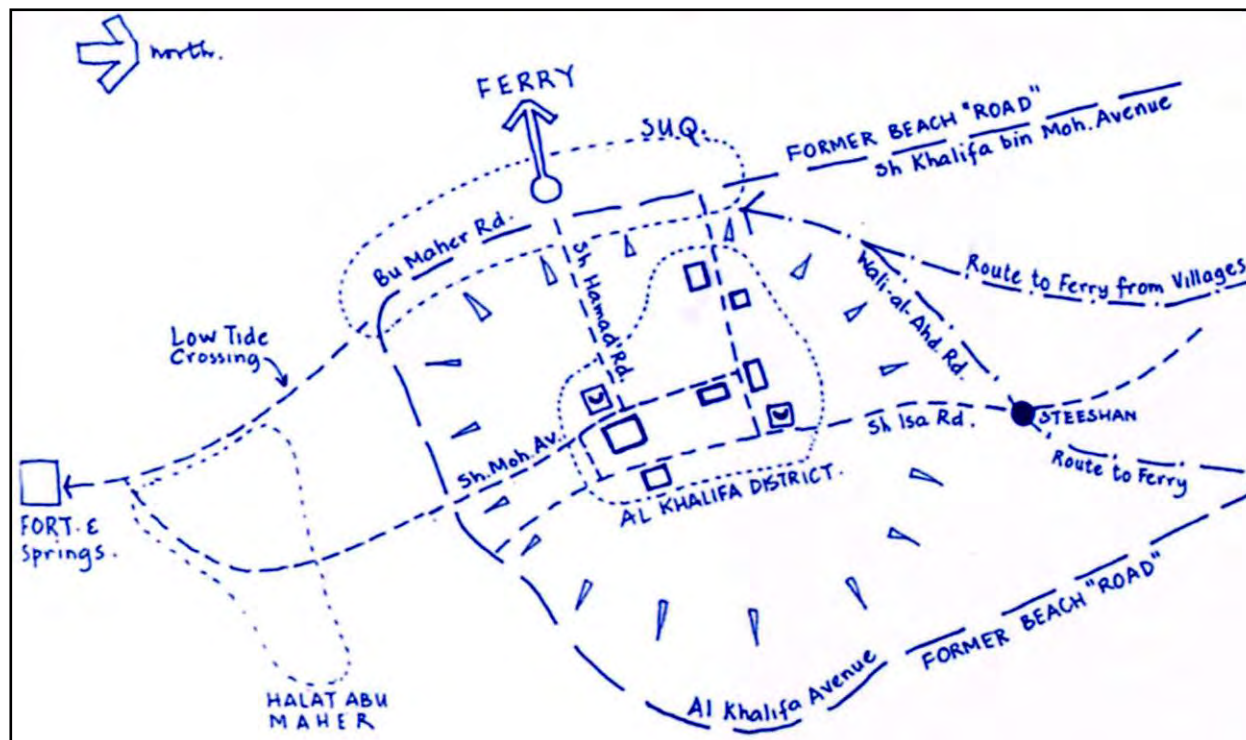 north.
FERRY
SUQ.
FORMER BEACH "ROAD"
Sh Khalifa bin Moh. Avenue
Bu Maher Rd.
Sh Hamad Rd.
Wali-al-Ahd. Rd.
Route to Ferry from Villages
Low Tide
Crossing
Sh. Moh. Av.
Sh Isa Rd.
STEESHAN
Route to Ferry
AL KHALIFA DISTRICT.
FORT. &
Springs.
HALAT ABU
MAHER
Al Khalifa Avenue
FORMER BEACH "ROAD"